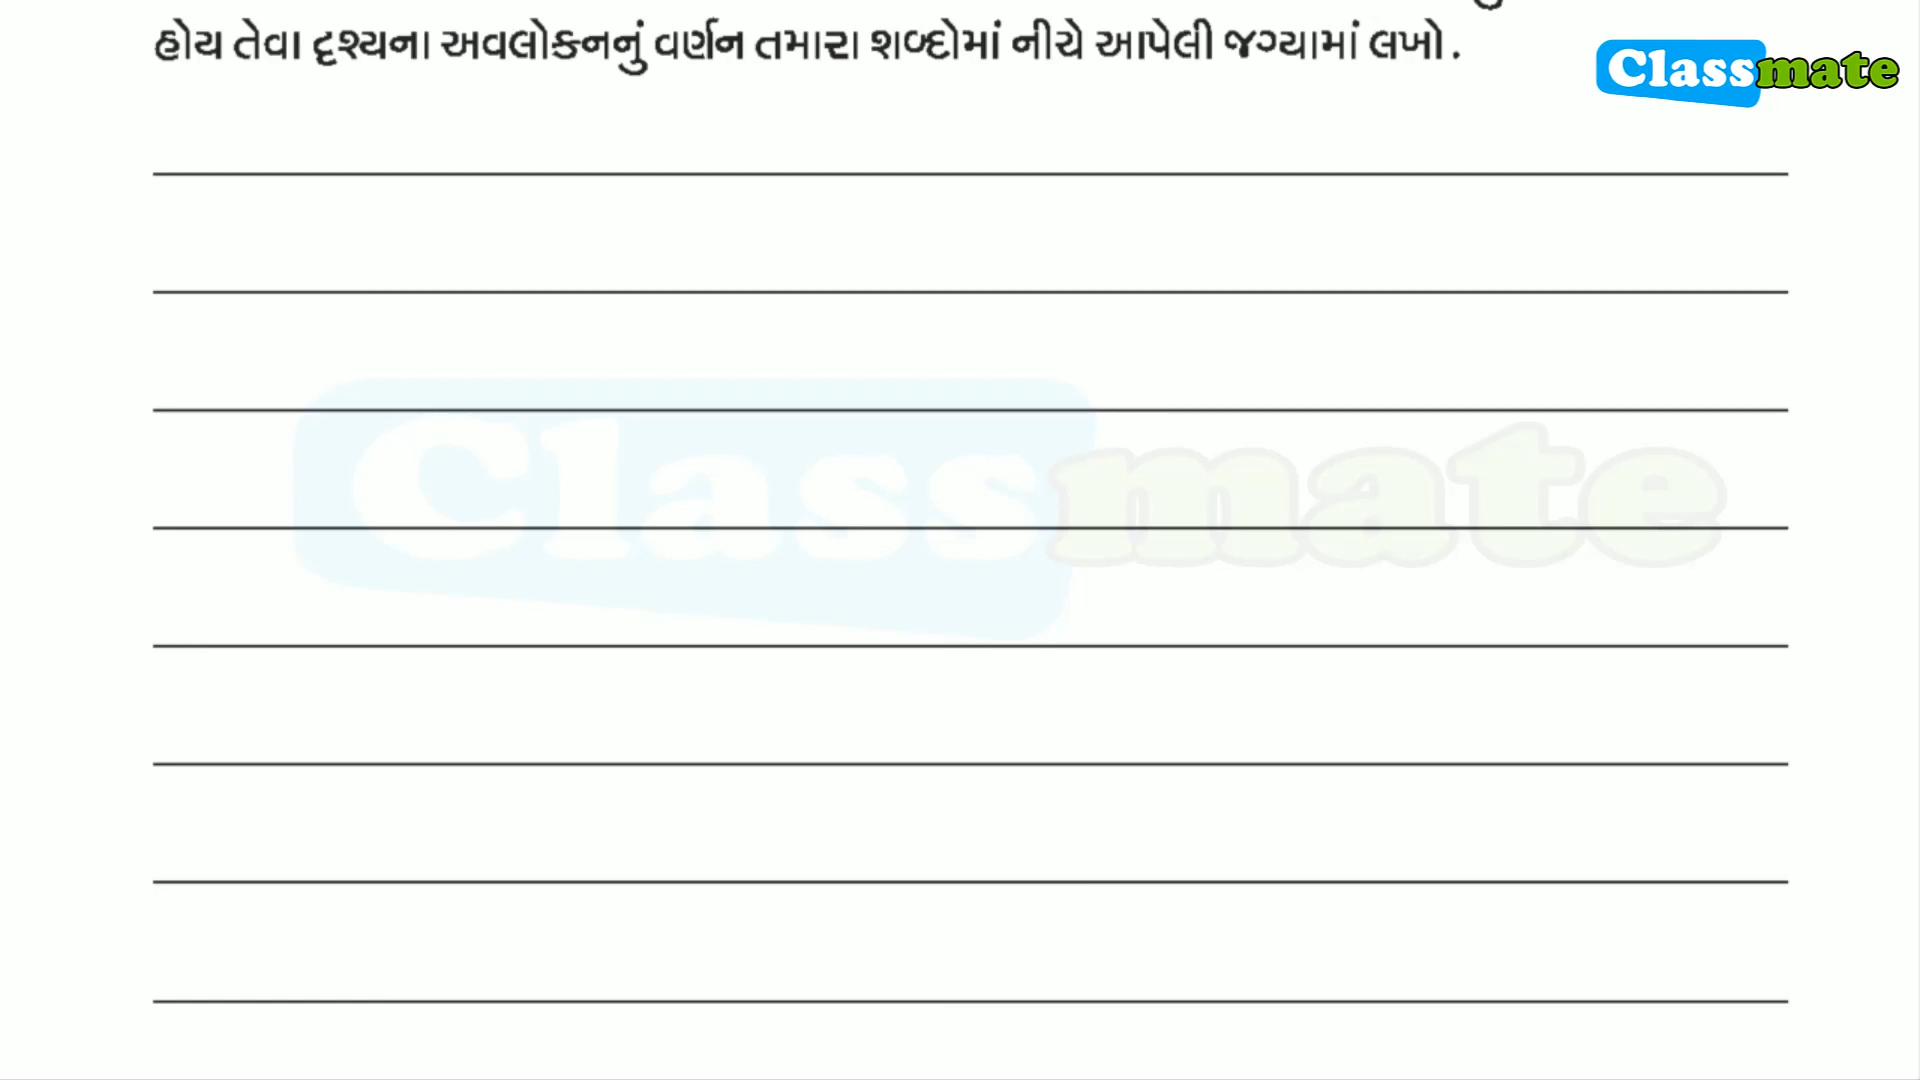 હોય તેવા દૃશ્યના અવલોકનનું વર્ણન તમારા શબ્દોમાં નીચે આપેલી જગ્યામાં લખો.
Classmate
Classmate